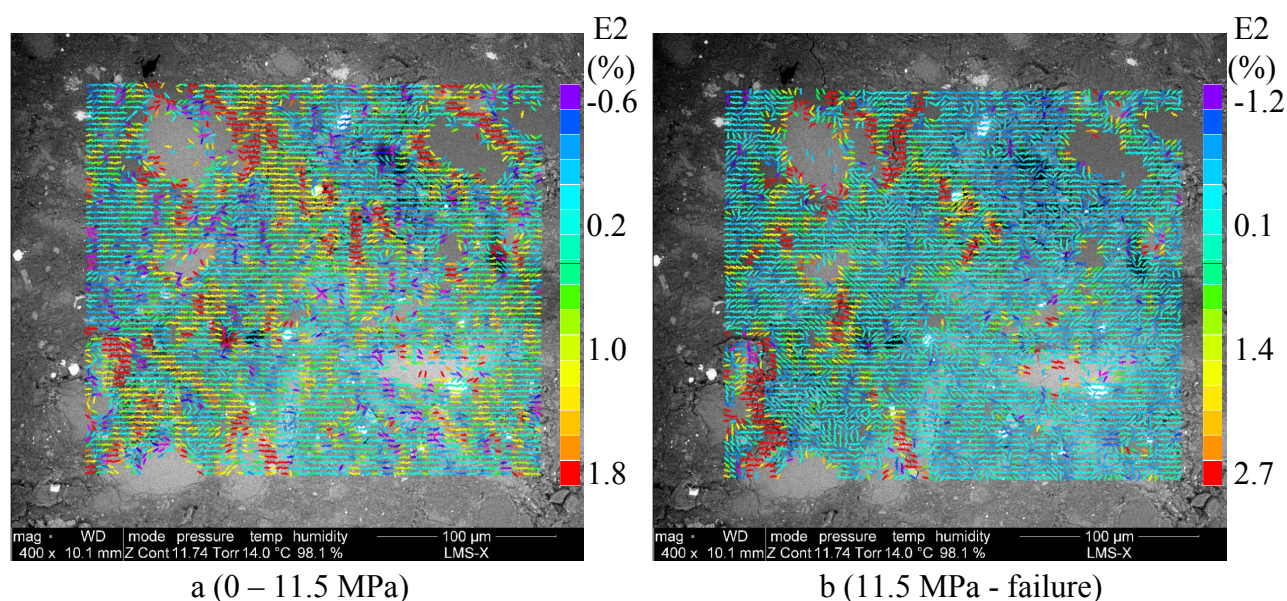 E2
(%)
-0.6
0.2
1.0
1.8
mag ▫ WD mode pressure temp humidity 100 µm
400 x 10.1 mm Z Cont 11.74 Torr 14.0 °C 98.1 % LMS-X
a (0 – 11.5 MPa)
E2
(%)
-1.2
0.1
1.4
2.7
mag ▫ WD mode pressure temp humidity 100 µm
400 x 10.1 mm Z Cont 11.74 Torr 14.0 °C 98.1 % LMS-X
b (11.5 MPa - failure)